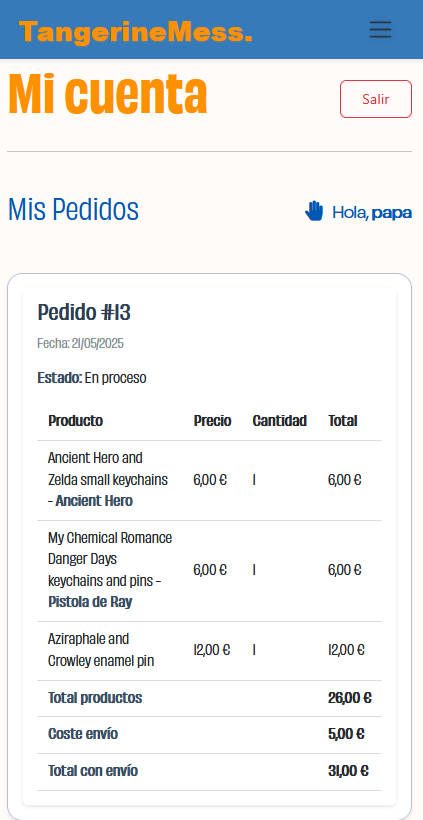 TangerineMess.
Mi cuenta
Salir
Mis Pedidos
Hola, papa
Pedido #13
Fecha: 21/05/2025
Estado: En proceso
Producto Precio Cantidad Total
Ancient Hero and
Zelda small keychains
- Ancient Hero
6,00 € 1 6,00 €
My Chemical Romance
Danger Days
keychains and pins -
Pistola de Ray
6,00 € 1 6,00 €
Aziraphale and
Crowley enamel pin
12,00 € 1 12,00 €
Total productos 26,00 €
Coste envío 5,00 €
Total con envío 31,00 €